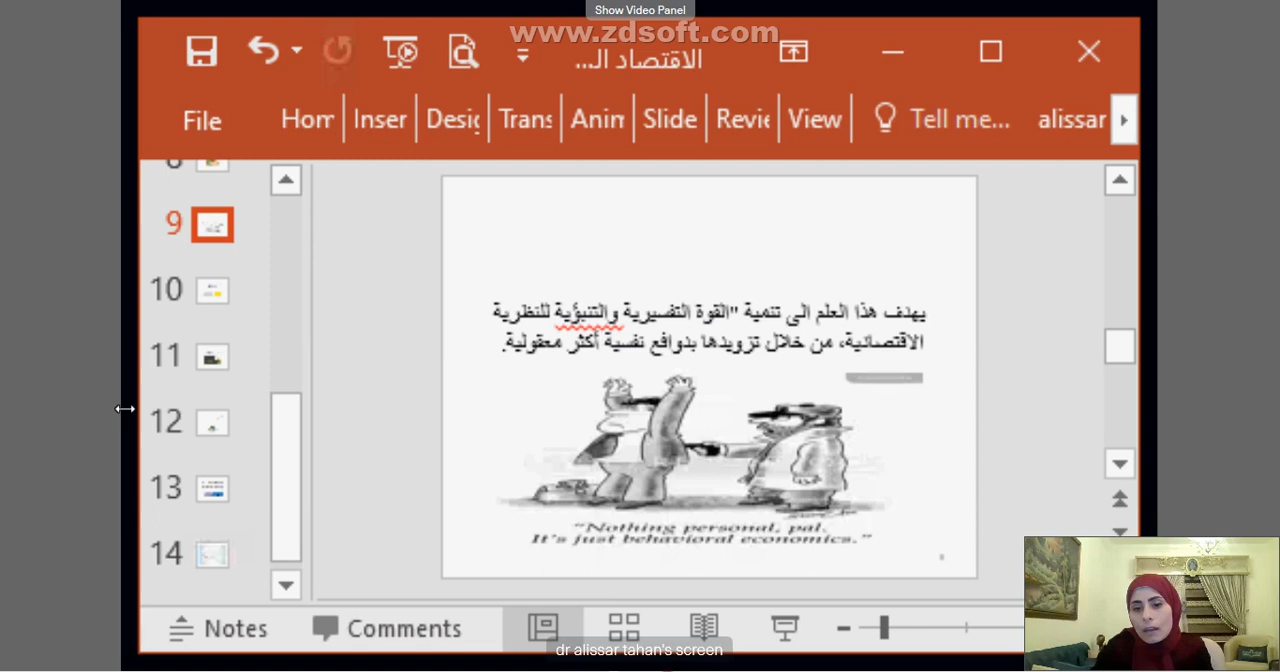 Show Video Panel
www.zdsoft.com
الاقتصاد ال...
File Hom Inser Desig Trans Anim Slide Revie View Tell me... alissar
8
9
10
11
12
13
14
يهدف هذا العلم الى تنمية "القوة التفسيرية والتنبؤية للنظرية
الاقتصادية، من خلال تزويدها بدوافع نفسية أكثر معقولية.
"Nothing personal, pal.
It's just behavioral economics."
Notes Comments
dr alissar tahan's screen